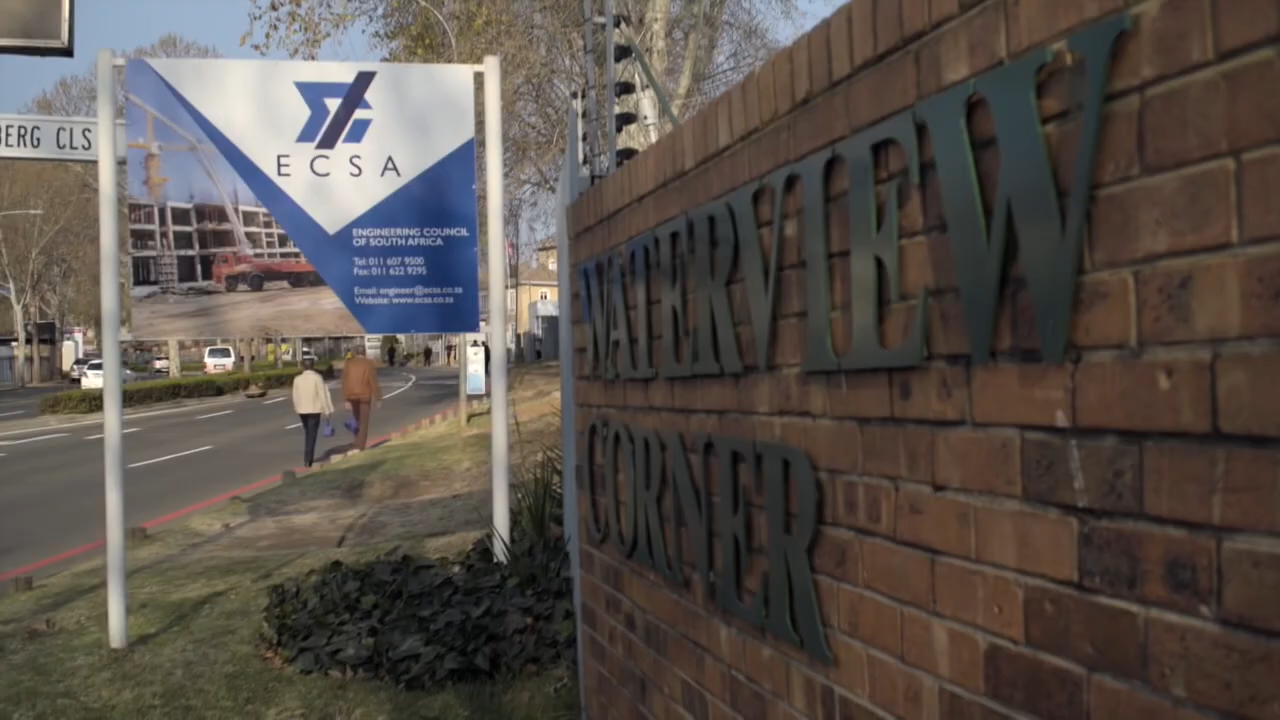 BERG CLS
ECSA
ENGINEERING COUNCIL
OF SOUTH AFRICA
Tel: 011 607 9500
Fax: 011 622 9295
Email: engineer@ecsa.co.za
Website: www.ecsa.co.za
WATERVIEW
CORNER